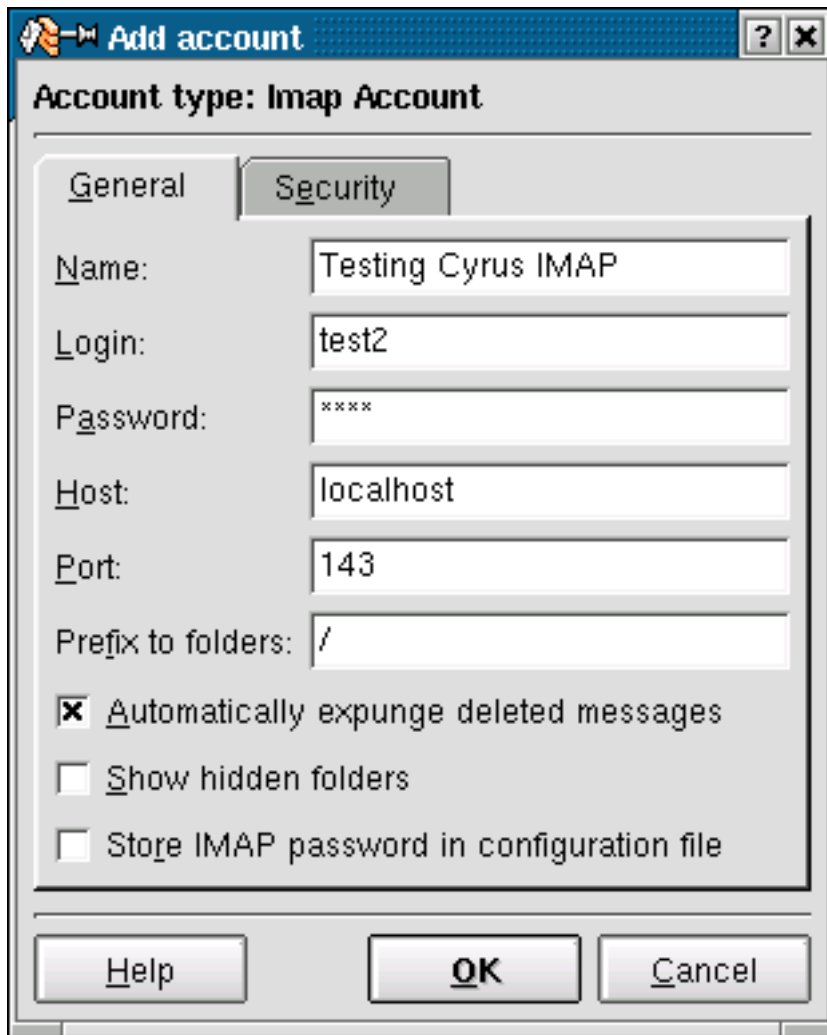 Add account
Account type: Imap Account
General Security
Name: Testing Cyrus IMAP
Login: test2
Password: ****
Host: localhost
Port: 143
Prefix to folders: /
Automatically expunge deleted messages
Show hidden folders
Store IMAP password in configuration file
Help OK Cancel